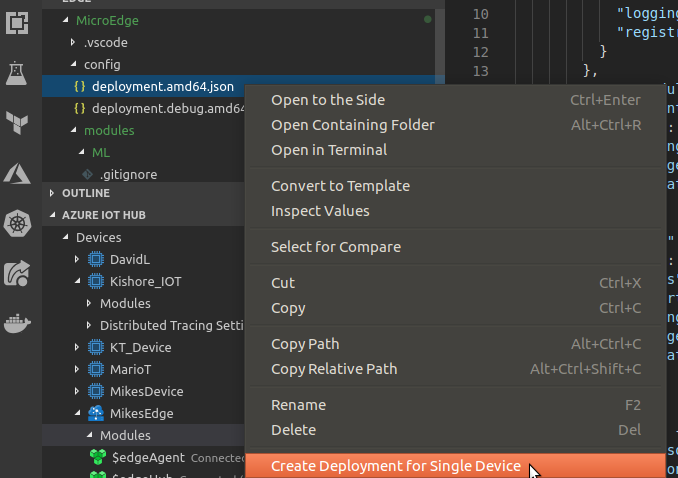 EDGE
MicroEdge
.vscode
config
{} deployment.amd64.json
{} deployment.debug.amd64
modules
ML
.gitignore
OUTLINE
AZURE IOT HUB
Devices
DavidL
Kishore_IOT
Modules
Distributed Tracing Setti
KT_Device
MarioT
MikesDevice
MikesEdge
Modules
$edgeAgent Connected
$edgeHub Connected
10 "logging
11 "registr
12 }
13 },
Open to the Side Ctrl+Enter
Open Containing Folder Alt+Ctrl+R
Open in Terminal
Convert to Template
Inspect Values
Select for Compare
Cut Ctrl+X
Copy Ctrl+C
Copy Path Alt+Ctrl+C
Copy Relative Path Alt+Ctrl+Shift+C
Rename F2
Delete Del
Create Deployment for Single Device